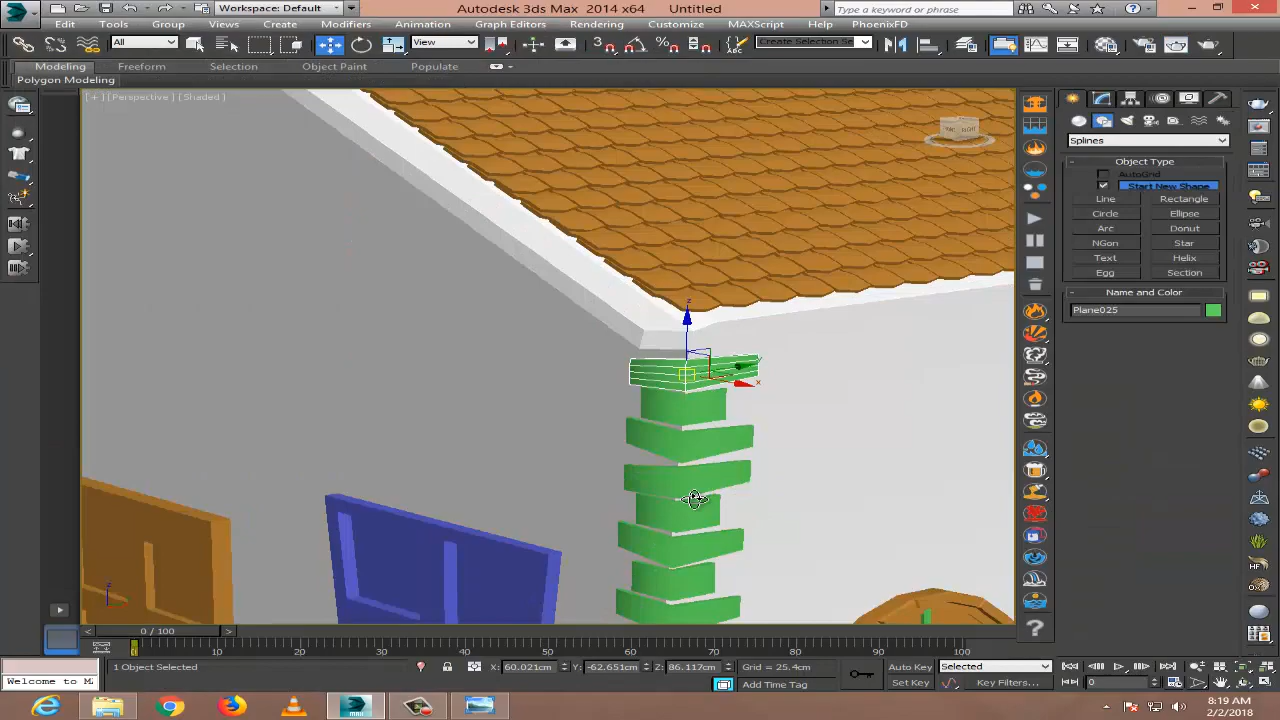 Autodesk 3ds Max 2014 x64 Untitled
Workspace: Default
Type a keyword or phrase
Edit Tools Group Views Create Modifiers Animation Graph Editors Rendering Customize MAXScript Help PhoenixFD
All View Create Selection Se
Modeling Freeform Selection Object Paint Populate
Polygon Modeling
[ + ] [Perspective ] [Shaded ]
Splines
Object Type
AutoGrid
Start New Shape
Line Rectangle
Circle Ellipse
Arc Donut
NGon Star
Text Helix
Egg Section
Name and Color
Plane025
z
x
z
0 / 100
0 10 20 30 40 50 60 70 80 90 100
1 Object Selected X: 60.021cm Y: -62.651cm Z: 86.117cm Grid = 25.4cm Auto Key Selected
Welcome to M Add Time Tag Set Key Key Filters... 0
8:19 AM
2/2/2018